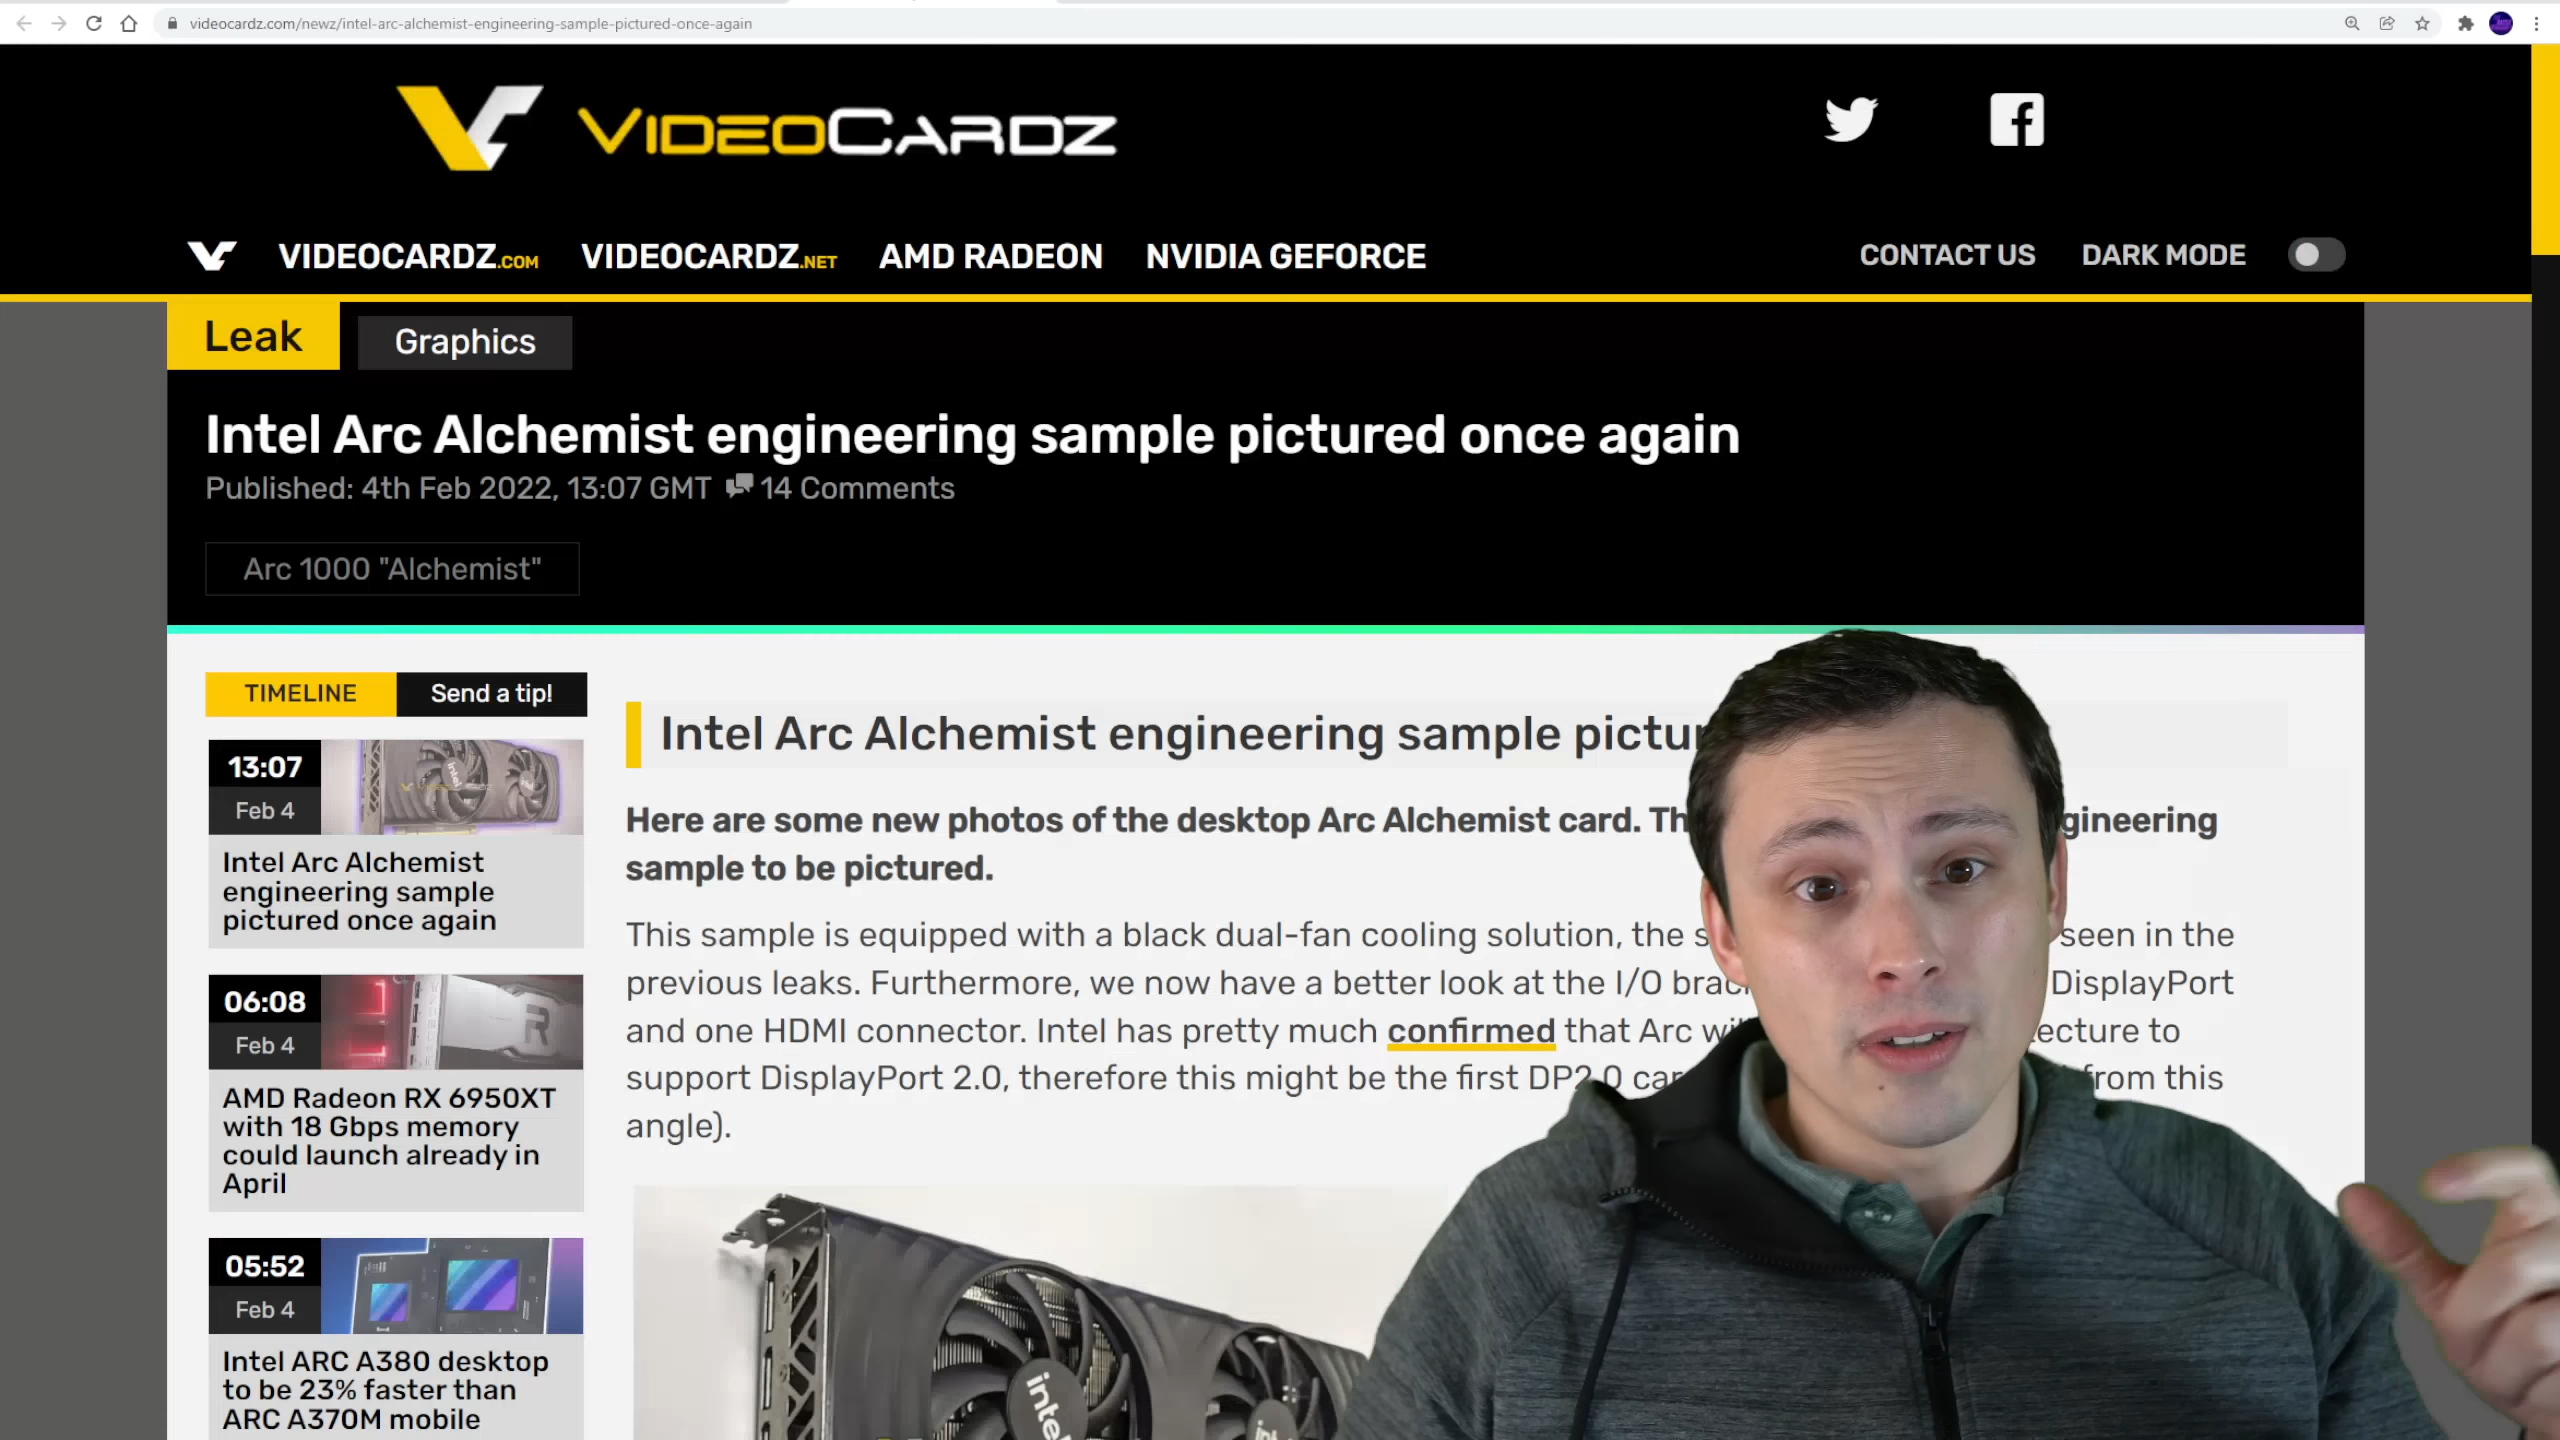 videocardz.com/newz/intel-arc-alchemist-engineering-sample-pictured-once-again
VIDEOCARDZ
VIDEOCARDZ.COM VIDEOCARDZ.NET AMD RADEON NVIDIA GEFORCE CONTACT US DARK MODE
Leak Graphics
Intel Arc Alchemist engineering sample pictured once again
Published: 4th Feb 2022, 13:07 GMT 14 Comments
Arc 1000 "Alchemist"
TIMELINE Send a tip!
13:07
Feb 4
Intel Arc Alchemist
engineering sample
pictured once again
06:08
Feb 4
AMD Radeon RX 6950XT
with 18 Gbps memory
could launch already in
April
05:52
Feb 4
Intel ARC A380 desktop
to be 23% faster than
ARC A370M mobile
Intel Arc Alchemist engineering sample
Here are some new photos of the desktop Arc Alchemist card.
sample to be pictured.
This sample is equipped with a black dual-fan cooling solution, the seen in the
previous leaks. Furthermore, we now have a better look at the I/O DisplayPort
and one HDMI connector. Intel has pretty much confirmed that Arc to
support DisplayPort 2.0, therefore this might be the first DP2.0 from this
angle).
intel